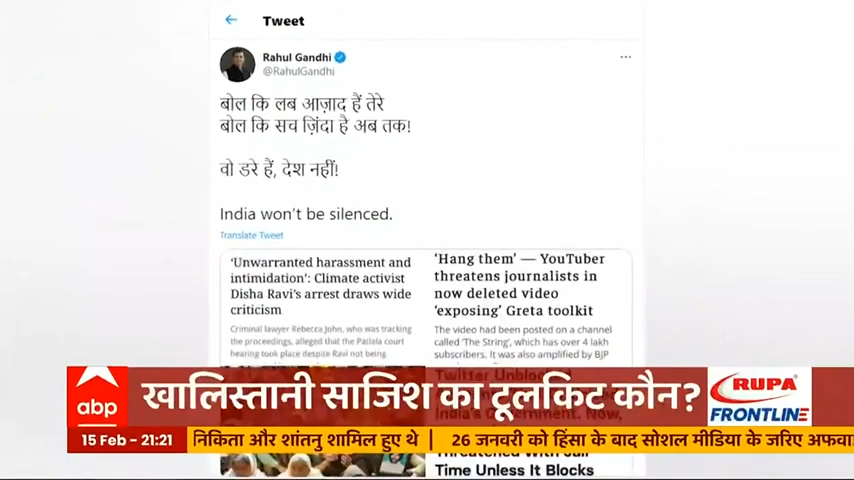 Tweet
Rahul Gandhi
@RahulGandhi
बोल कि लब आज़ाद हैं तेरे
बोल कि सच ज़िंदा है अब तक!
वो डरे हैं, देश नहीं!
India won't be silenced.
Translate Tweet
'Unwarranted harassment and
intimidation': Climate activist
Disha Ravi's arrest draws wide
criticism
Criminal lawyer Rebecca John, who was tracking
the proceedings, alleged that the Patiala court
hearing took place despite Ravi not being
'Hang them' — YouTuber
threatens journalists in
now deleted video
'exposing' Greta toolkit
The video had been posted on a channel
called 'The String', which has over 4 lakh
subscribers. It was also amplified by BJP
Twitter
India's Government. Now,
Threatened With Jail
Time Unless It Blocks
abp
खालिस्तानी साजिश का टूलकिट कौन?
RUPA
FRONTLINE
15 Feb - 21:21
निकिता और शांतनु शामिल हुए थे | 26 जनवरी को हिंसा के बाद सोशल मीडिया के जरिए अफवा